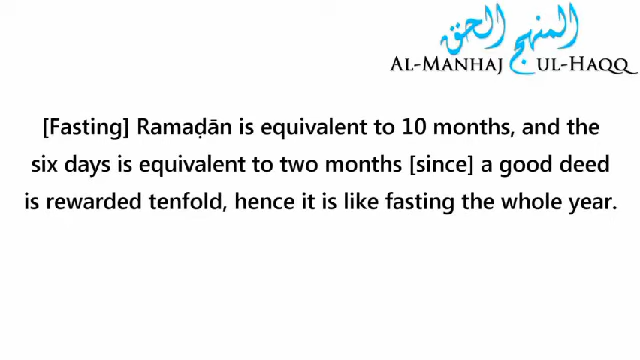 المنهج الحق
AL-MANHAJ UL-HAQQ
[Fasting] Ramaḍān is equivalent to 10 months, and the
six days is equivalent to two months [since] a good deed
is rewarded tenfold, hence it is like fasting the whole year.